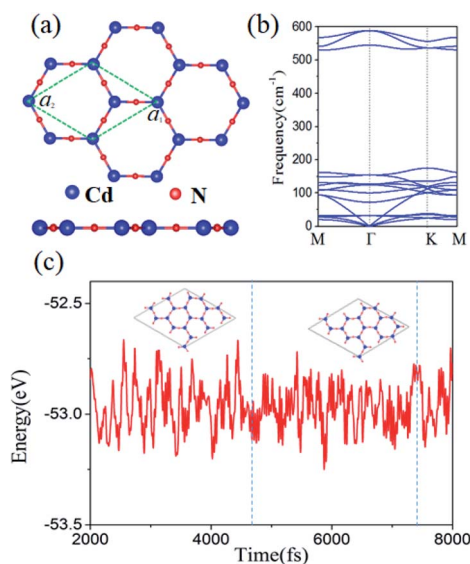 (a)
a₂
a₁
Cd
N
(b)
Frequency(cm⁻¹)
600
500
400
300
200
100
0
M
Γ
K
M
(c)
Energy(eV)
-52.5
-53.0
-53.5
2000
4000
6000
8000
Time(fs)